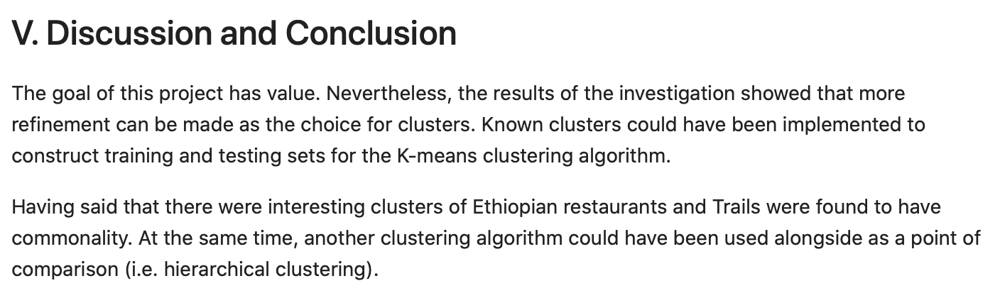 V. Discussion and Conclusion
The goal of this project has value. Nevertheless, the results of the investigation showed that more
refinement can be made as the choice for clusters. Known clusters could have been implemented to
construct training and testing sets for the K-means clustering algorithm.
Having said that there were interesting clusters of Ethiopian restaurants and Trails were found to have
commonality. At the same time, another clustering algorithm could have been used alongside as a point of
comparison (i.e. hierarchical clustering).